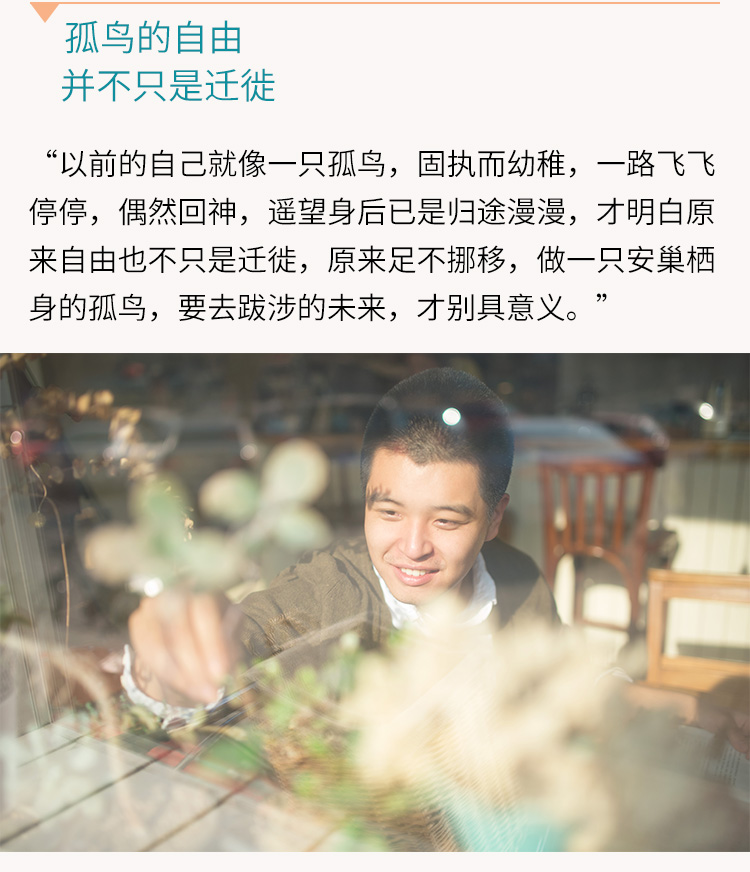 孤鸟的自由
并不只是迁徙
“以前的自己就像一只孤鸟，固执而幼稚，一路飞飞
停停，偶然回神，遥望身后已是归途漫漫，才明白原
来自由也不只是迁徙，原来足不挪移，做一只安巢栖
身的孤鸟，要去跋涉的未来，才别具意义。”